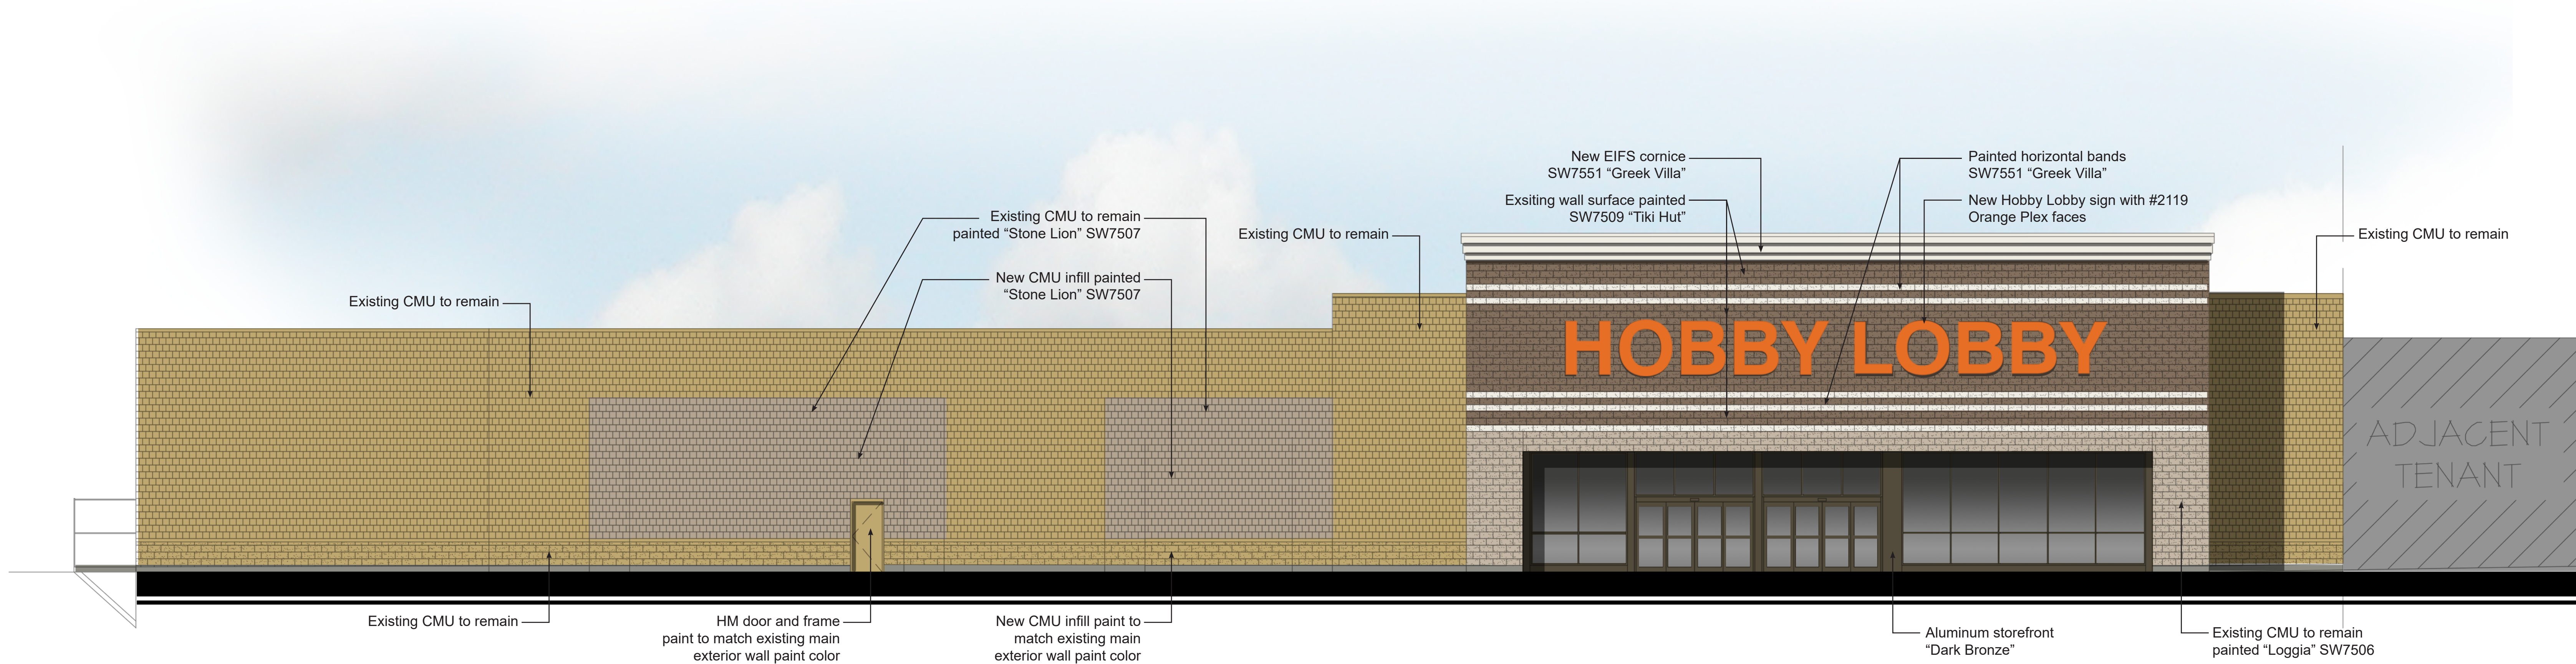 New EIFS cornice
SW7551 “Greek Villa”
Painted horizontal bands
SW7551 “Greek Villa”
Exsiting wall surface painted
SW7509 “Tiki Hut”
New Hobby Lobby sign with #2119
Orange Plex faces
Existing CMU to remain
painted “Stone Lion” SW7507
Existing CMU to remain
Existing CMU to remain
New CMU infill painted
“Stone Lion” SW7507
Existing CMU to remain
HOBBY LOBBY
ADJACENT
TENANT
Existing CMU to remain
HM door and frame
paint to match existing main
exterior wall paint color
New CMU infill paint to
match existing main
exterior wall paint color
Aluminum storefront
“Dark Bronze”
Existing CMU to remain
painted “Loggia” SW7506